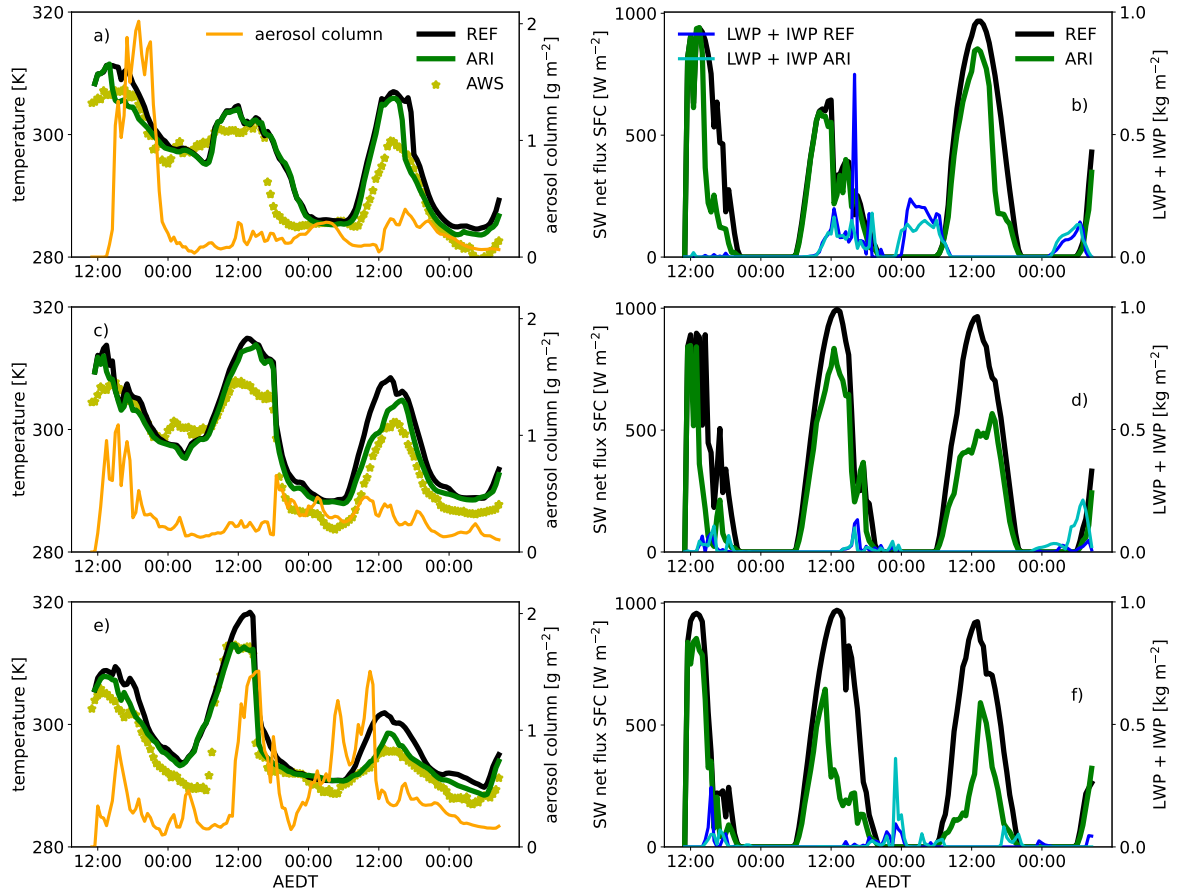 320
310
300
290
280
temperature [K]
a)
aerosol column
REF
ARI
AWS
2
1
0
aerosol column [g m⁻²]
12:00 00:00 12:00 00:00 12:00 00:00
1000
500
0
SW net flux SFC [W m⁻²]
LWP + IWP REF
LWP + IWP ARI
REF
ARI
b)
1.0
0.5
0.0
LWP + IWP [kg m⁻²]
12:00 00:00 12:00 00:00 12:00 00:00
320
300
280
temperature [K]
c)
2
1
0
aerosol column [g m⁻²]
12:00 00:00 12:00 00:00 12:00 00:00
1000
500
0
SW net flux SFC [W m⁻²]
d)
1.0
0.5
0.0
LWP + IWP [kg m⁻²]
12:00 00:00 12:00 00:00 12:00 00:00
320
300
280
temperature [K]
e)
2
1
0
aerosol column [g m⁻²]
12:00 00:00 12:00 00:00 12:00 00:00
AEDT
1000
500
0
SW net flux SFC [W m⁻²]
f)
1.0
0.5
0.0
LWP + IWP [kg m⁻²]
12:00 00:00 12:00 00:00 12:00 00:00
AEDT